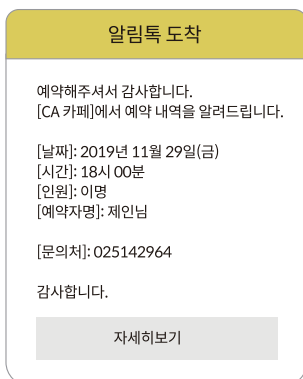 알림톡 도착
예약해주셔서 감사합니다.
[CA 카페]에서 예약 내역을 알려드립니다.
[날짜]: 2019년 11월 29일(금)
[시간]: 18시 00분
[인원]: 이명
[예약자명]: 제인님
[문의처]: 025142964
감사합니다.
자세히보기